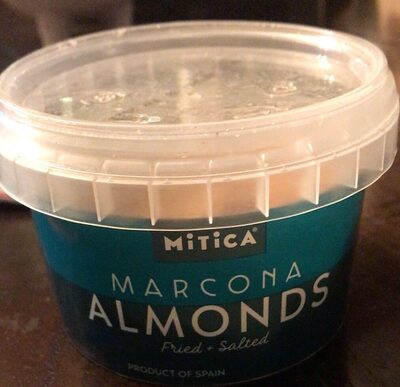 MiTiCA®
MARCONA
ALMONDS
Fried + Salted
PRODUCT OF SPAIN